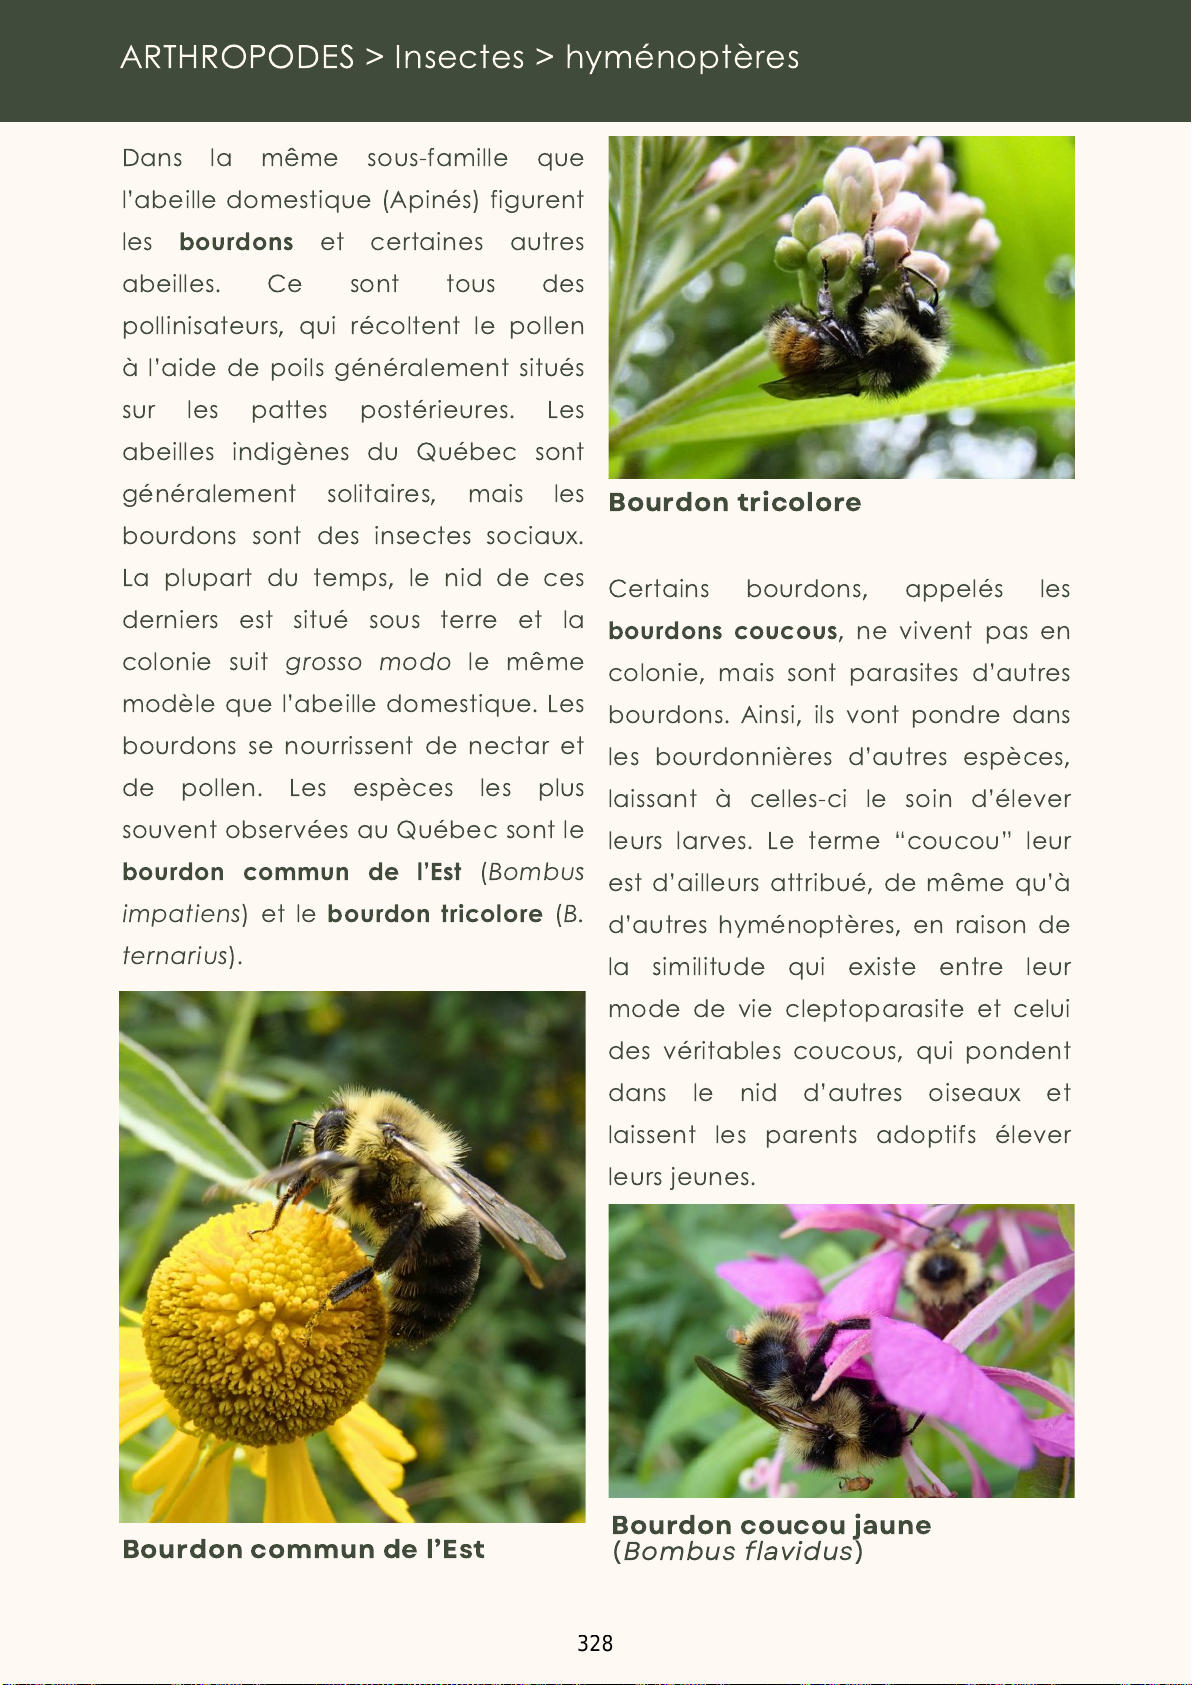 ARTHROPODES > Insectes > hyménoptères
Dans la même sous-famille que
l'abeille domestique (Apinés) figurent
les bourdons et certaines autres
abeilles. Ce sont tous des
pollinisateurs, qui récoltent le pollen
à l'aide de poils généralement situés
sur les pattes postérieures. Les
abeilles indigènes du Québec sont
généralement solitaires, mais les
bourdons sont des insectes sociaux.
La plupart du temps, le nid de ces
derniers est situé sous terre et la
colonie suit grosso modo le même
modèle que l'abeille domestique. Les
bourdons se nourrissent de nectar et
de pollen. Les espèces les plus
souvent observées au Québec sont le
bourdon commun de l'Est (Bombus
impatiens) et le bourdon tricolore (B.
ternarius).
Bourdon commun de l'Est
Bourdon tricolore
Certains bourdons, appelés les
bourdons coucous, ne vivent pas en
colonie, mais sont parasites d'autres
bourdons. Ainsi, ils vont pondre dans
les bourdonnières d'autres espèces,
laissant à celles-ci le soin d'élever
leurs larves. Le terme “coucou” leur
est d'ailleurs attribué, de même qu'à
d'autres hyménoptères, en raison de
la similitude qui existe entre leur
mode de vie cleptoparasite et celui
des véritables coucous, qui pondent
dans le nid d'autres oiseaux et
laissent les parents adoptifs élever
leurs jeunes.
Bourdon coucou jaune
(Bombus flavidus)
328